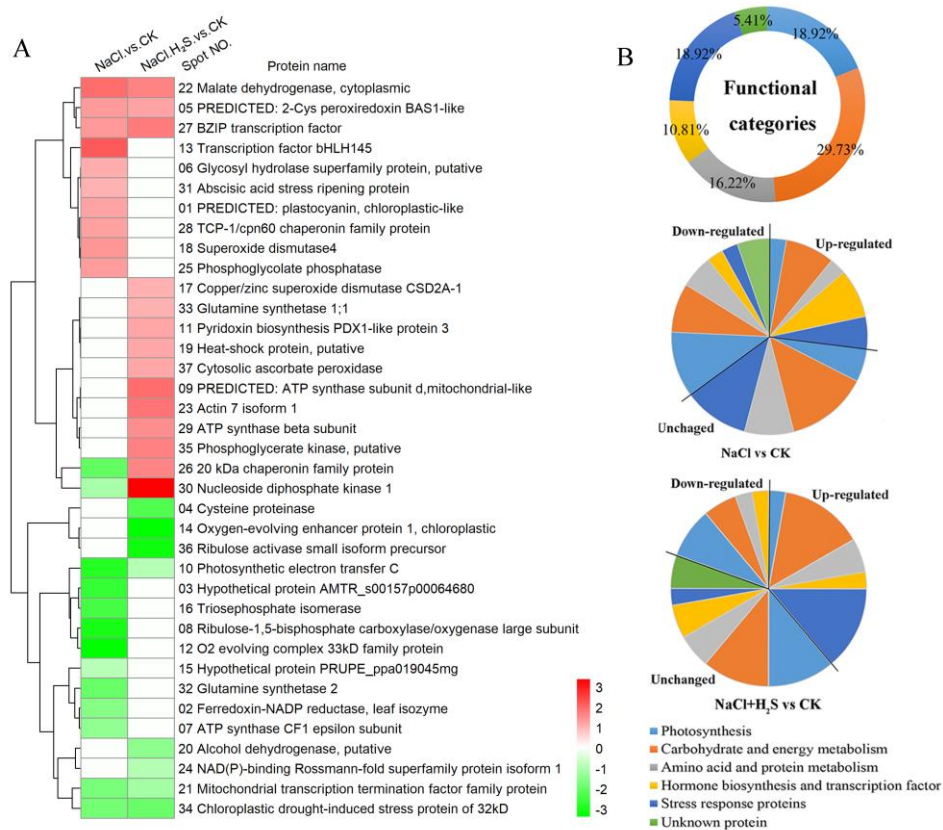 A
NaCl.vs.CK
NaCl.H₂S.vs.CK
Spot NO.
Protein name
22 Malate dehydrogenase, cytoplasmic
05 PREDICTED: 2-Cys peroxiredoxin BAS1-like
27 BZIP transcription factor
13 Transcription factor bHLH145
06 Glycosyl hydrolase superfamily protein, putative
31 Abscisic acid stress ripening protein
01 PREDICTED: plastocyanin, chloroplastic-like
28 TCP-1/cpn60 chaperonin family protein
18 Superoxide dismutase4
25 Phosphoglycolate phosphatase
17 Copper/zinc superoxide dismutase CSD2A-1
33 Glutamine synthetase 1;1
11 Pyridoxin biosynthesis PDX1-like protein 3
19 Heat-shock protein, putative
37 Cytosolic ascorbate peroxidase
09 PREDICTED: ATP synthase subunit d,mitochondrial-like
23 Actin 7 isoform 1
29 ATP synthase beta subunit
35 Phosphoglycerate kinase, putative
26 20 kDa chaperonin family protein
30 Nucleoside diphosphate kinase 1
04 Cysteine proteinase
14 Oxygen-evolving enhancer protein 1, chloroplastic
36 Ribulose activase small isoform precursor
10 Photosynthetic electron transfer C
03 Hypothetical protein AMTR_s00157p00064680
16 Triosephosphate isomerase
08 Ribulose-1,5-bisphosphate carboxylase/oxygenase large subunit
12 O2 evolving complex 33kD family protein
15 Hypothetical protein PRUPE_ppa019045mg
32 Glutamine synthetase 2
02 Ferredoxin-NADP reductase, leaf isozyme
07 ATP synthase CF1 epsilon subunit
20 Alcohol dehydrogenase, putative
24 NAD(P)-binding Rossmann-fold superfamily protein isoform 1
21 Mitochondrial transcription termination factor family protein
34 Chloroplastic drought-induced stress protein of 32kD
3
2
1
0
-1
-2
-3
B
5.41%
18.92%
18.92%
Functional
categories
10.81%
29.73%
16.22%
Down-regulated
Up-regulated
Unchaged
NaCl vs CK
Down-regulated
Up-regulated
Unchanged
NaCl+H₂S vs CK
Photosynthesis
Carbohydrate and energy metabolism
Amino acid and protein metabolism
Hormone biosynthesis and transcription factor
Stress response proteins
Unknown protein